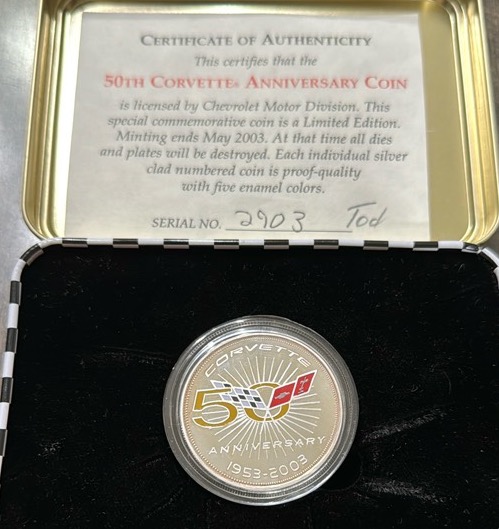 CERTIFICATE OF AUTHENTICITY
This certifies that the
50TH CORVETTE® ANNIVERSARY COIN
is licensed by Chevrolet Motor Division. This
special commemorative coin is a Limited Edition.
Minting ends May 2003. At that time all dies
and plates will be destroyed. Each individual silver
clad numbered coin is proof-quality
with five enamel colors.
SERIAL NO. 2903 Tod
CORVETTE
50
ANNIVERSARY
1953-2003